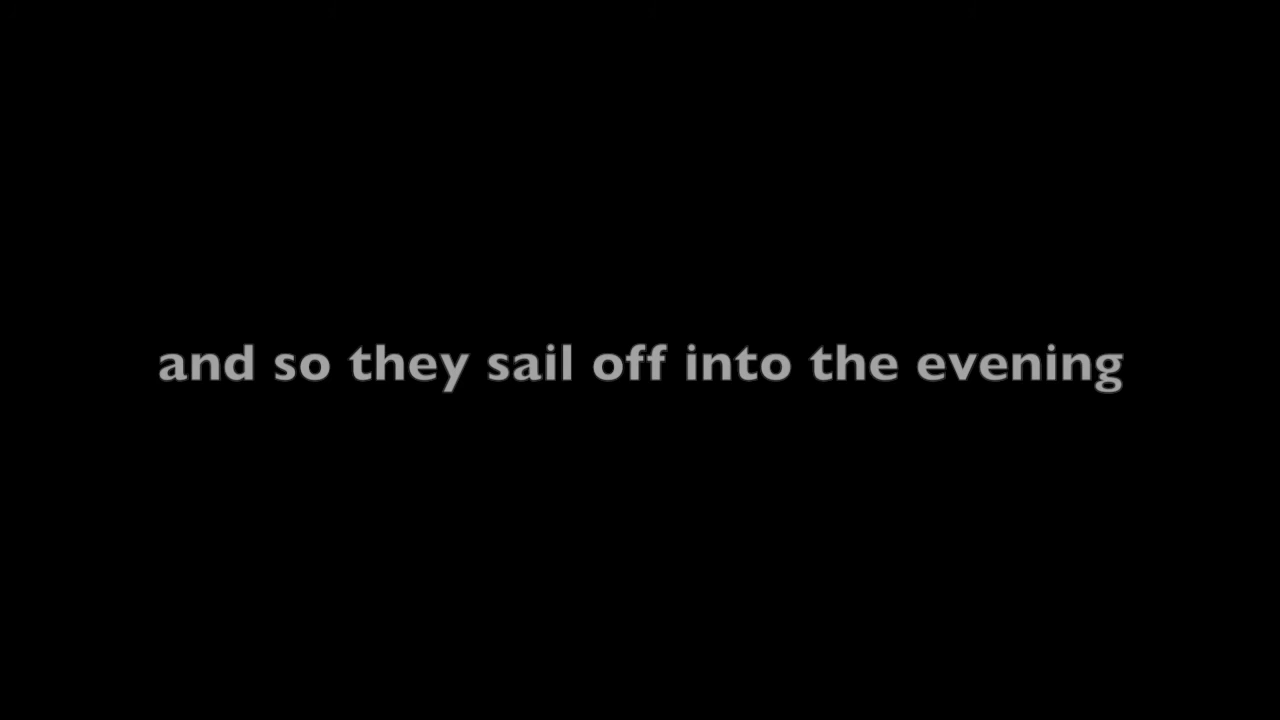 and so they sail off into the evening